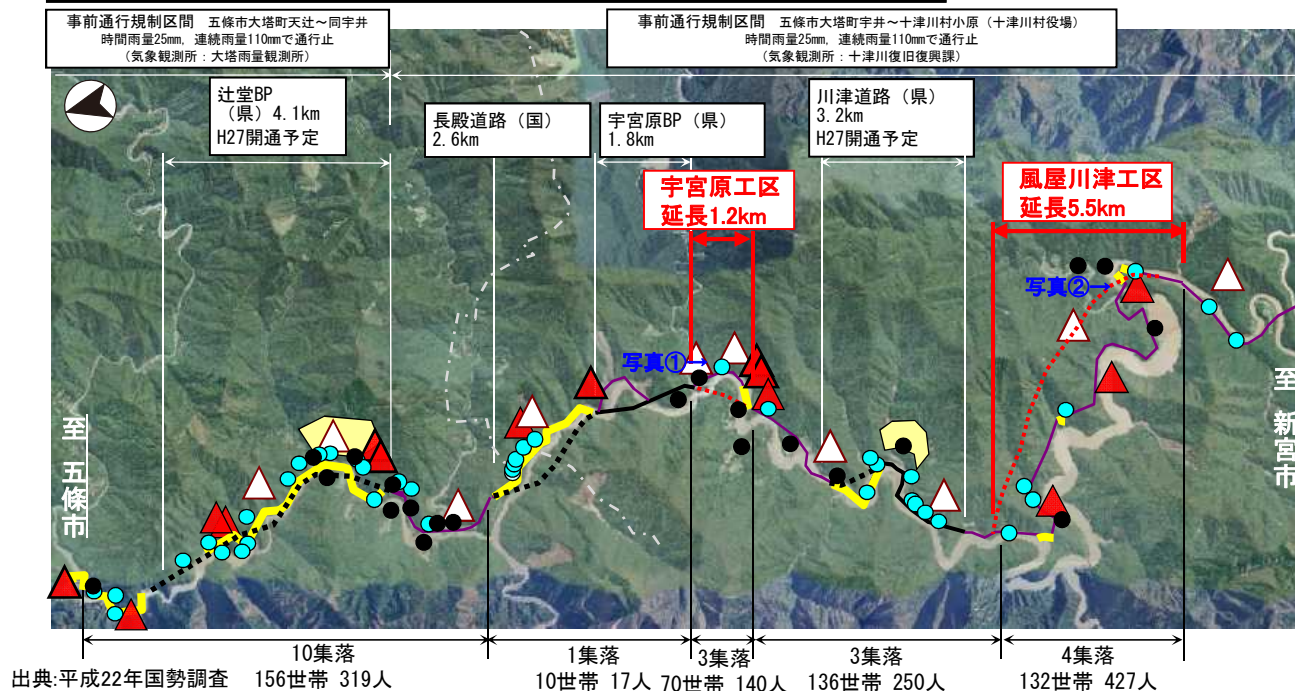 事前通行規制区間 五條市大塔町天辻～同宇井
時間雨量25mm, 連続雨量110mmで通行止
（気象観測所：大塔雨量観測所）
事前通行規制区間 五條市大塔町宇井～十津川村小原（十津川村役場）
時間雨量25mm, 連続雨量110mmで通行止
（気象観測所：十津川復旧復興課）
辻堂BP
（県）4.1km
H27開通予定
長殿道路（国）
2.6km
宇宮原BP（県）
1.8km
川津道路（県）
3.2km
H27開通予定
宇宮原工区
延長1.2km
風屋川津工区
延長5.5km
写真②→
写真①→
至 五條市
至 新宮市
10集落
1集落
3集落
3集落
4集落
出典:平成22年国勢調査
156世帯 319人
10世帯 17人
70世帯 140人
136世帯 250人
132世帯 427人